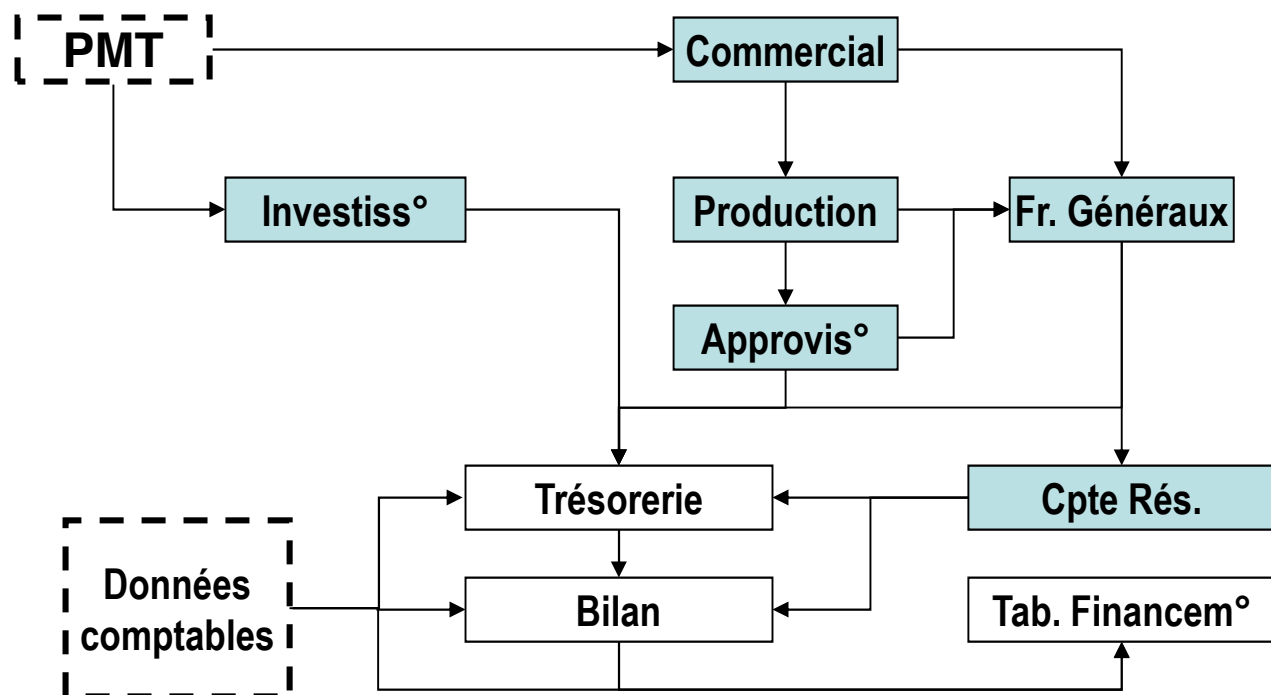 PMT
Commercial
Investiss°
Production
Fr. Généraux
Approvis°
Trésorerie
Cpte Rés.
Données
comptables
Bilan
Tab. Financem°